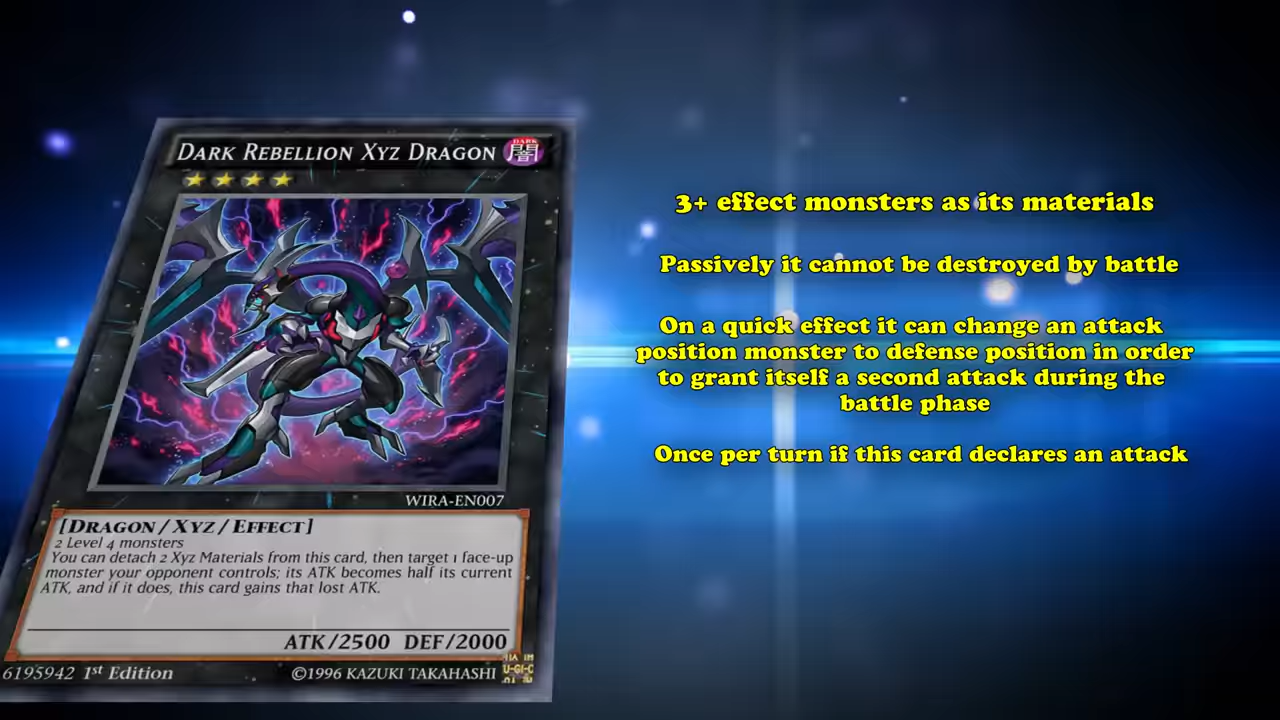 DARK REBELLION XYZ DRAGON
DARK
闇
WIRA-EN007
[DRAGON / XYZ / EFFECT]
2 Level 4 monsters
You can detach 2 Xyz Materials from this card, then target 1 face-up
monster your opponent controls; its ATK becomes half its current
ATK, and if it does, this card gains that lost ATK.
ATK/2500 DEF/2000
6195942 1st Edition
©1996 KAZUKI TAKAHASHI
3+ effect monsters as its materials
Passively it cannot be destroyed by battle
On a quick effect it can change an attack
position monster to defense position in order
to grant itself a second attack during the
battle phase
Once per turn if this card declares an attack